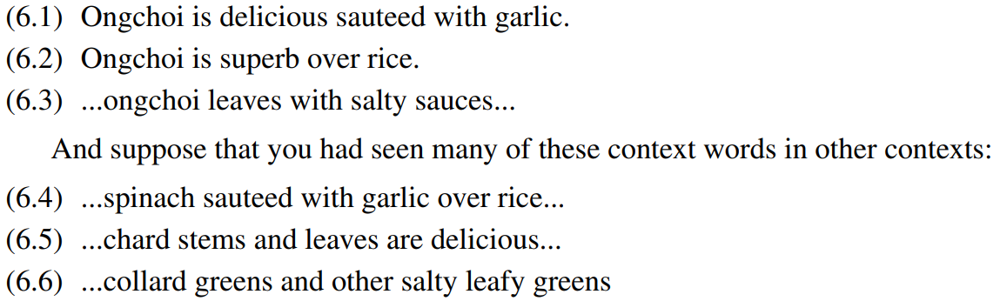 (6.1) Ongchoi is delicious sauteed with garlic.
(6.2) Ongchoi is superb over rice.
(6.3) ...ongchoi leaves with salty sauces...
And suppose that you had seen many of these context words in other contexts:
(6.4) ...spinach sauteed with garlic over rice...
(6.5) ...chard stems and leaves are delicious...
(6.6) ...collard greens and other salty leafy greens